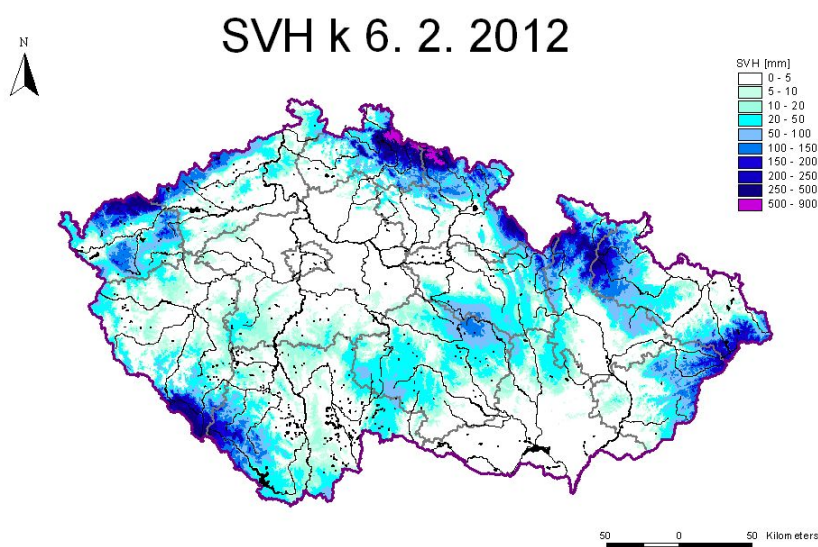 SVH k 6. 2. 2012
N
SVH [mm]
0 - 5
5 - 10
10 - 20
20 - 50
50 - 100
100 - 150
150 - 200
200 - 250
250 - 500
500 - 900
50 0 50 Kilometers